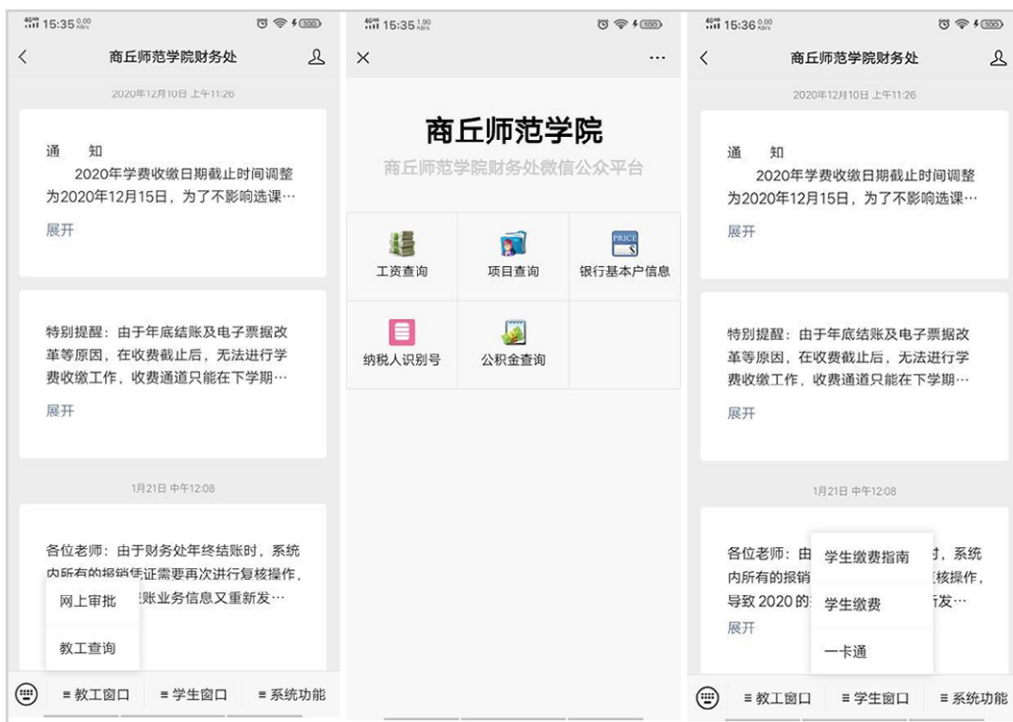 15:35 0.00 KB/s 100
商丘师范学院财务处
2020年12月10日 上午11:26
通 知
2020年学费收缴日期截止时间调整
为2020年12月15日，为了不影响选课…
展开
特别提醒：由于年底结账及电子票据改
革等原因，在收费截止后，无法进行学
费收缴工作，收费通道只能在下学期…
展开
1月21日 中午12:08
各位老师：由于财务处年终结账时，系统
内所有的报销凭证需要再次进行复核操作，
账业务信息又重新发…
网上审批
教工查询
≡ 教工窗口 ≡ 学生窗口 ≡ 系统功能
15:35 1.90 KB/s 100
商丘师范学院
商丘师范学院财务处微信公众平台
PRICE
$
工资查询 项目查询 银行基本户信息
纳税人识别号 公积金查询
15:36 0.00 KB/s 100
商丘师范学院财务处
2020年12月10日 上午11:26
通 知
2020年学费收缴日期截止时间调整
为2020年12月15日，为了不影响选课…
展开
特别提醒：由于年底结账及电子票据改
革等原因，在收费截止后，无法进行学
费收缴工作，收费通道只能在下学期…
展开
1月21日 中午12:08
各位老师：由 时，系统
内所有的报销 复核操作，
导致 2020 的 新发…
展开
学生缴费指南
学生缴费
一卡通
≡ 教工窗口 ≡ 学生窗口 ≡ 系统功能